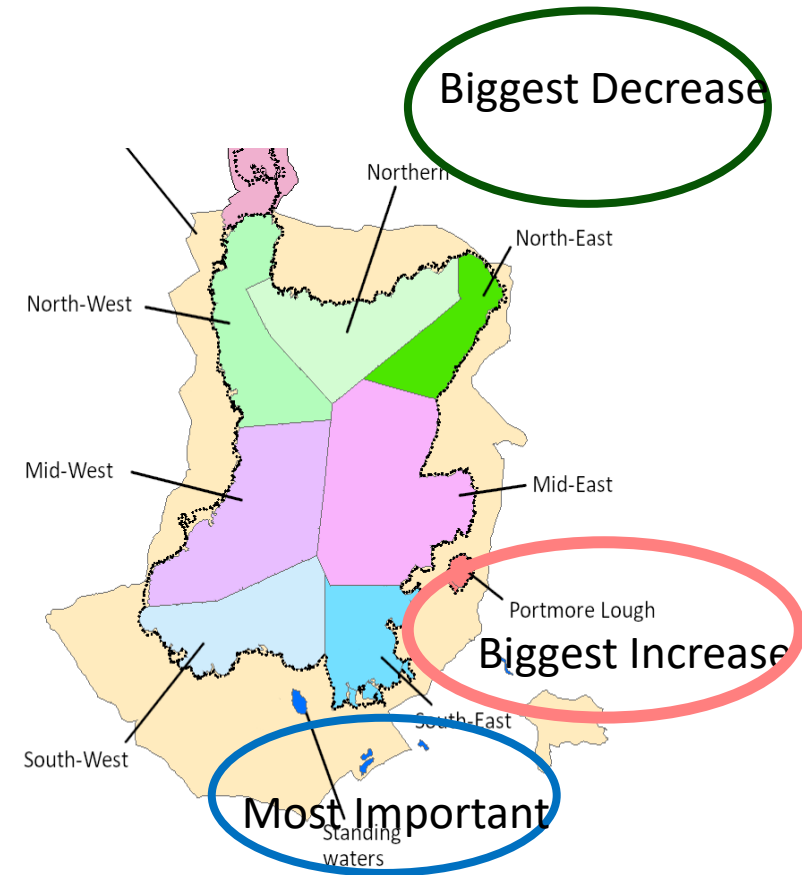 Biggest Decrease
Northern
North-East
North-West
Mid-West
Mid-East
Portmore Lough
Biggest Increase
South-East
South-West
Most Important
Standing
waters